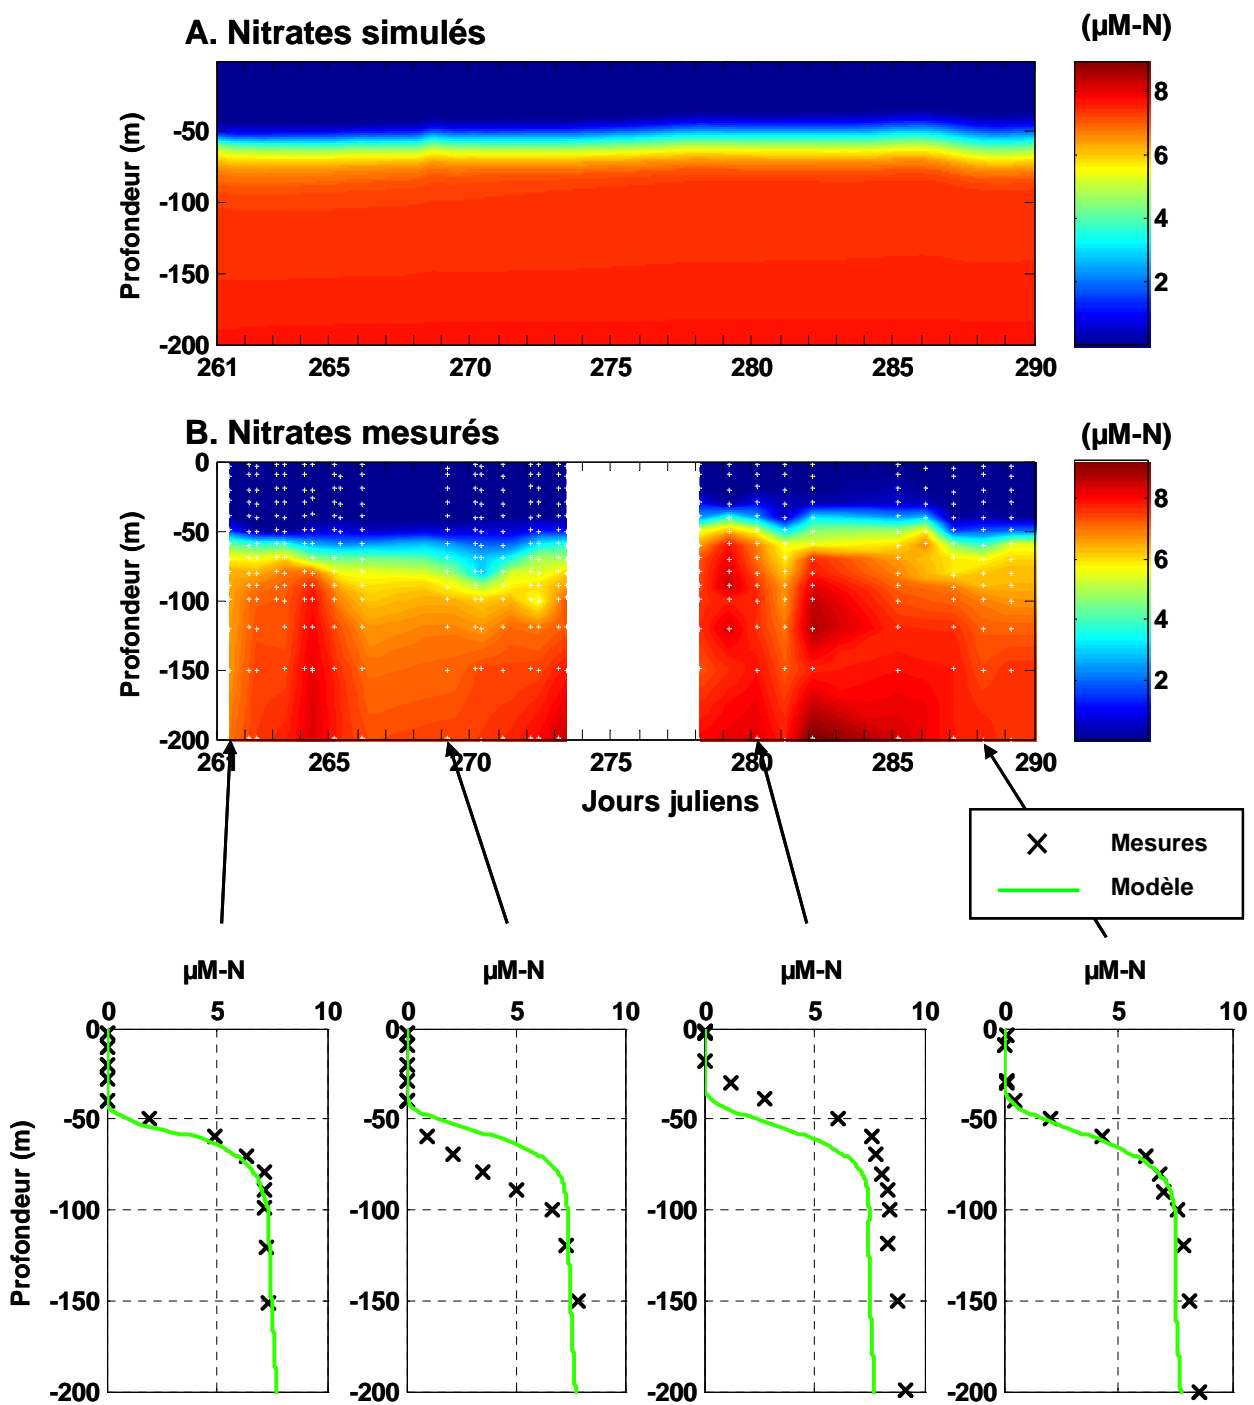 A. Nitrates simulés
(µM-N)
Profondeur (m)
-50
-100
-150
-200
261 265 270 275 280 285 290
8
6
4
2
B. Nitrates mesurés
(µM-N)
Profondeur (m)
0
-50
-100
-150
-200
261 265 270 275 280 285 290
8
6
4
2
Jours juliens
Mesures
Modèle
µM-N µM-N µM-N µM-N
0 5 10 0 5 10 0 5 10 0 5 10
Profondeur (m)
0 0 0 0
-50 -50 -50 -50
-100 -100 -100 -100
-150 -150 -150 -150
-200 -200 -200 -200